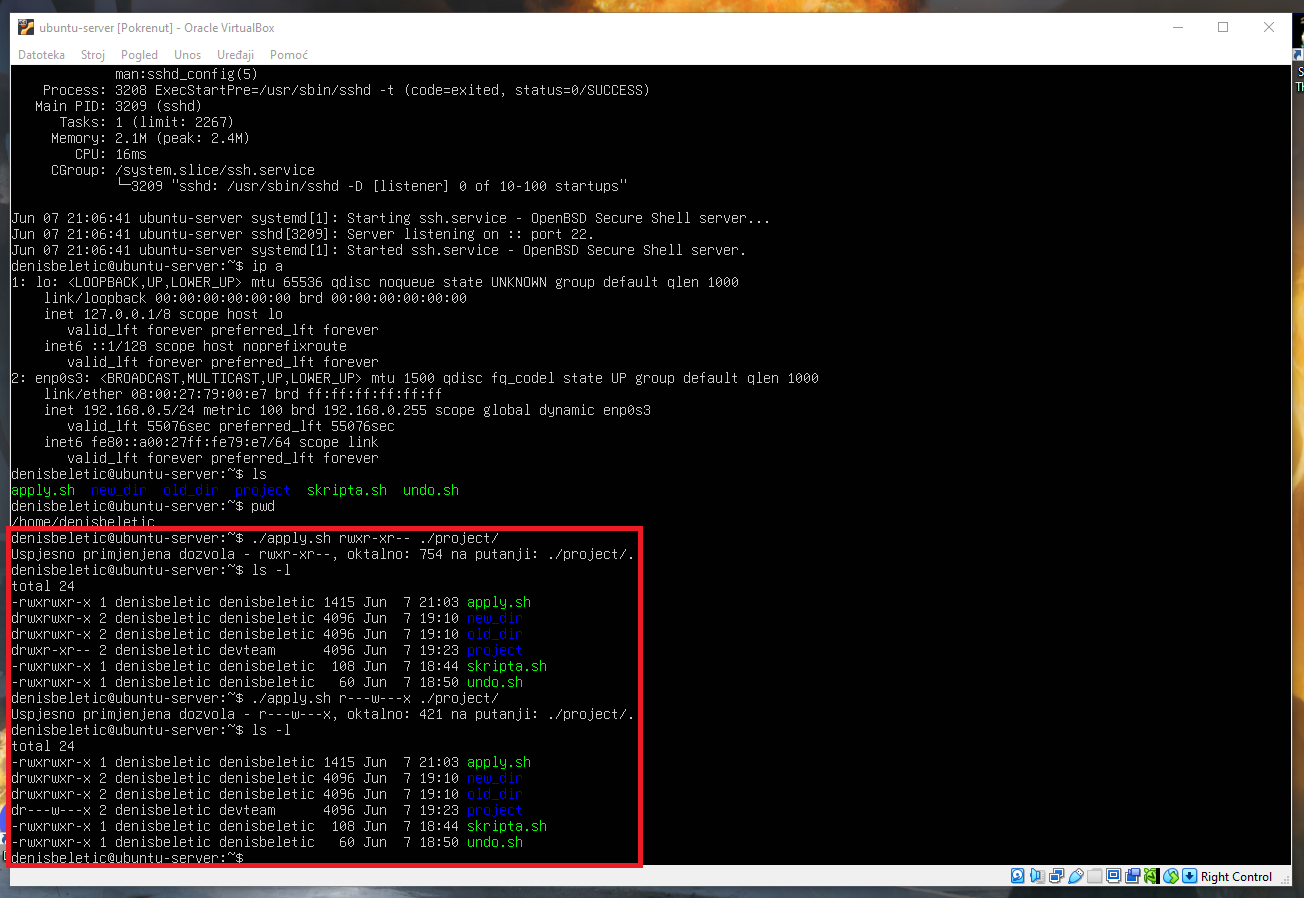 ubuntu-server [Pokrenut] - Oracle VirtualBox
Datoteka Stroj Pogled Unos Uređaji Pomoć
man:sshd_config(5)
Process: 3208 ExecStartPre=/usr/sbin/sshd -t (code=exited, status=0/SUCCESS)
Main PID: 3209 (sshd)
Tasks: 1 (limit: 2267)
Memory: 2.1M (peak: 2.4M)
CPU: 16ms
CGroup: /system.slice/ssh.service
└─3209 "sshd: /usr/sbin/sshd -D [listener] 0 of 10-100 startups"
Jun 07 21:06:41 ubuntu-server systemd[1]: Starting ssh.service - OpenBSD Secure Shell server...
Jun 07 21:06:41 ubuntu-server sshd[3209]: Server listening on :: port 22.
Jun 07 21:06:41 ubuntu-server systemd[1]: Started ssh.service - OpenBSD Secure Shell server.
denisbeletic@ubuntu-server:~$ ip a
1: lo: <LOOPBACK,UP,LOWER_UP> mtu 65536 qdisc noqueue state UNKNOWN group default qlen 1000
link/loopback 00:00:00:00:00:00 brd 00:00:00:00:00:00
inet 127.0.0.1/8 scope host lo
valid_lft forever preferred_lft forever
inet6 ::1/128 scope host noprefixroute
valid_lft forever preferred_lft forever
2: enp0s3: <BROADCAST,MULTICAST,UP,LOWER_UP> mtu 1500 qdisc fq_codel state UP group default qlen 1000
link/ether 08:00:27:79:00:e7 brd ff:ff:ff:ff:ff:ff
inet 192.168.0.5/24 metric 100 brd 192.168.0.255 scope global dynamic enp0s3
valid_lft 55076sec preferred_lft 55076sec
inet6 fe80::a00:27ff:fe79:e7/64 scope link
valid_lft forever preferred_lft forever
denisbeletic@ubuntu-server:~$ ls
apply.sh new_dir old_dir project skripta.sh undo.sh
denisbeletic@ubuntu-server:~$ pwd
/home/denisbeletic
denisbeletic@ubuntu-server:~$ ./apply.sh rwxr-xr-- ./project/
Uspjesno primjenjena dozvola - rwxr-xr--, oktalno: 754 na putanji: ./project/.
denisbeletic@ubuntu-server:~$ ls -l
total 24
-rwxrwxr-x 1 denisbeletic denisbeletic 1415 Jun 7 21:03 apply.sh
drwxrwxr-x 2 denisbeletic denisbeletic 4096 Jun 7 19:10 new_dir
drwxrwxr-x 2 denisbeletic denisbeletic 4096 Jun 7 19:10 old_dir
drwxr-xr-- 2 denisbeletic devteam 4096 Jun 7 19:23 project
-rwxrwxr-x 1 denisbeletic denisbeletic 108 Jun 7 18:44 skripta.sh
-rwxrwxr-x 1 denisbeletic denisbeletic 60 Jun 7 18:50 undo.sh
denisbeletic@ubuntu-server:~$ ./apply.sh r---w---x ./project/
Uspjesno primjenjena dozvola - r---w---x, oktalno: 421 na putanji: ./project/.
denisbeletic@ubuntu-server:~$ ls -l
total 24
-rwxrwxr-x 1 denisbeletic denisbeletic 1415 Jun 7 21:03 apply.sh
drwxrwxr-x 2 denisbeletic denisbeletic 4096 Jun 7 19:10 new_dir
drwxrwxr-x 2 denisbeletic denisbeletic 4096 Jun 7 19:10 old_dir
dr---w---x 2 denisbeletic devteam 4096 Jun 7 19:23 project
-rwxrwxr-x 1 denisbeletic denisbeletic 108 Jun 7 18:44 skripta.sh
-rwxrwxr-x 1 denisbeletic denisbeletic 60 Jun 7 18:50 undo.sh
denisbeletic@ubuntu-server:~$
Right Control